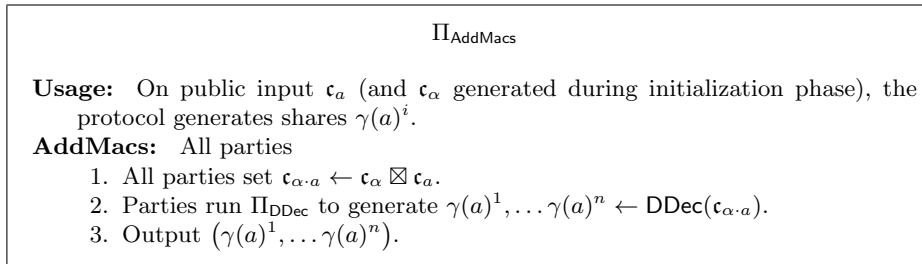 Π_AddMacs
Usage: On public input 𝔠_a (and 𝔠_α generated during initialization phase), the
protocol generates shares γ(a)^i.
AddMacs: All parties
1. All parties set 𝔠_{α·a} ← 𝔠_α ⊠ 𝔠_a.
2. Parties run Π_DDec to generate γ(a)^1, … γ(a)^n ← DDec(𝔠_{α·a}).
3. Output (γ(a)^1, … γ(a)^n).